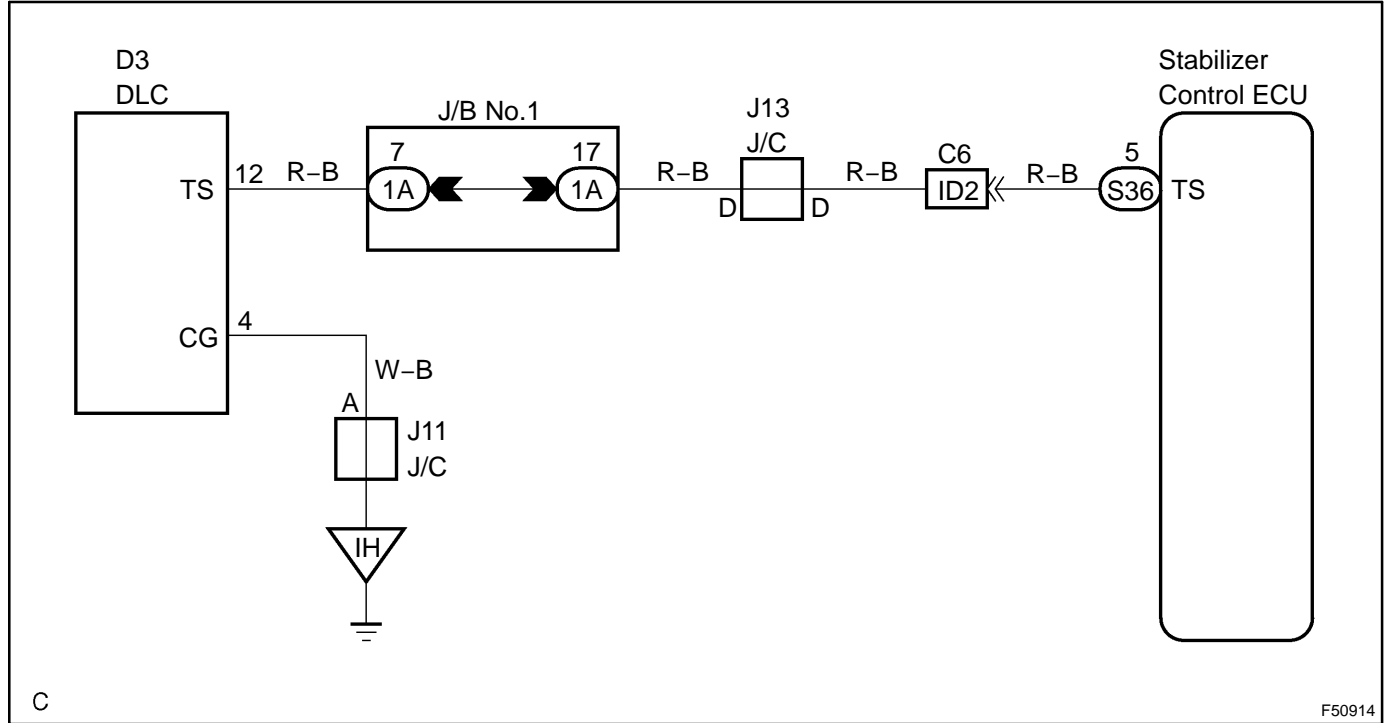 D3
DLC
J/B No.1
J13
J/C
Stabilizer
Control ECU
TS
12
R–B
7
1A
17
1A
R–B
D
D
R–B
C6
ID2
R–B
5
S36
TS
CG
4
W–B
A
J11
J/C
IH
C
F50914